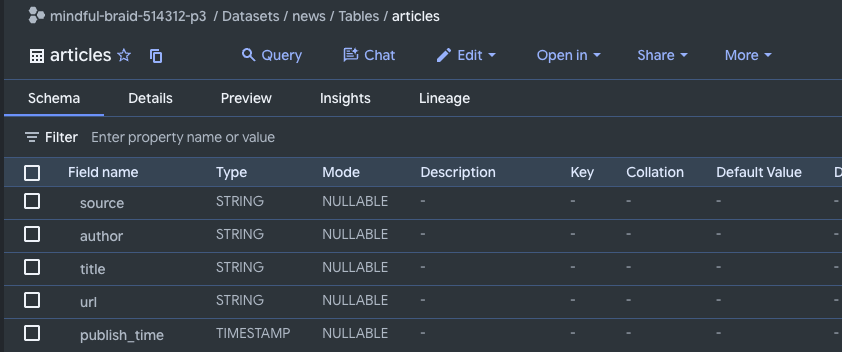 mindful-braid-514312-p3 / Datasets / news / Tables / articles
articles Query Chat Edit Open in Share More
Schema Details Preview Insights Lineage
Filter Enter property name or value
Field name Type Mode Description Key Collation Default Value D
source STRING NULLABLE - - - - -
author STRING NULLABLE - - - - -
title STRING NULLABLE - - - - -
url STRING NULLABLE - - - - -
publish_time TIMESTAMP NULLABLE - - - - -